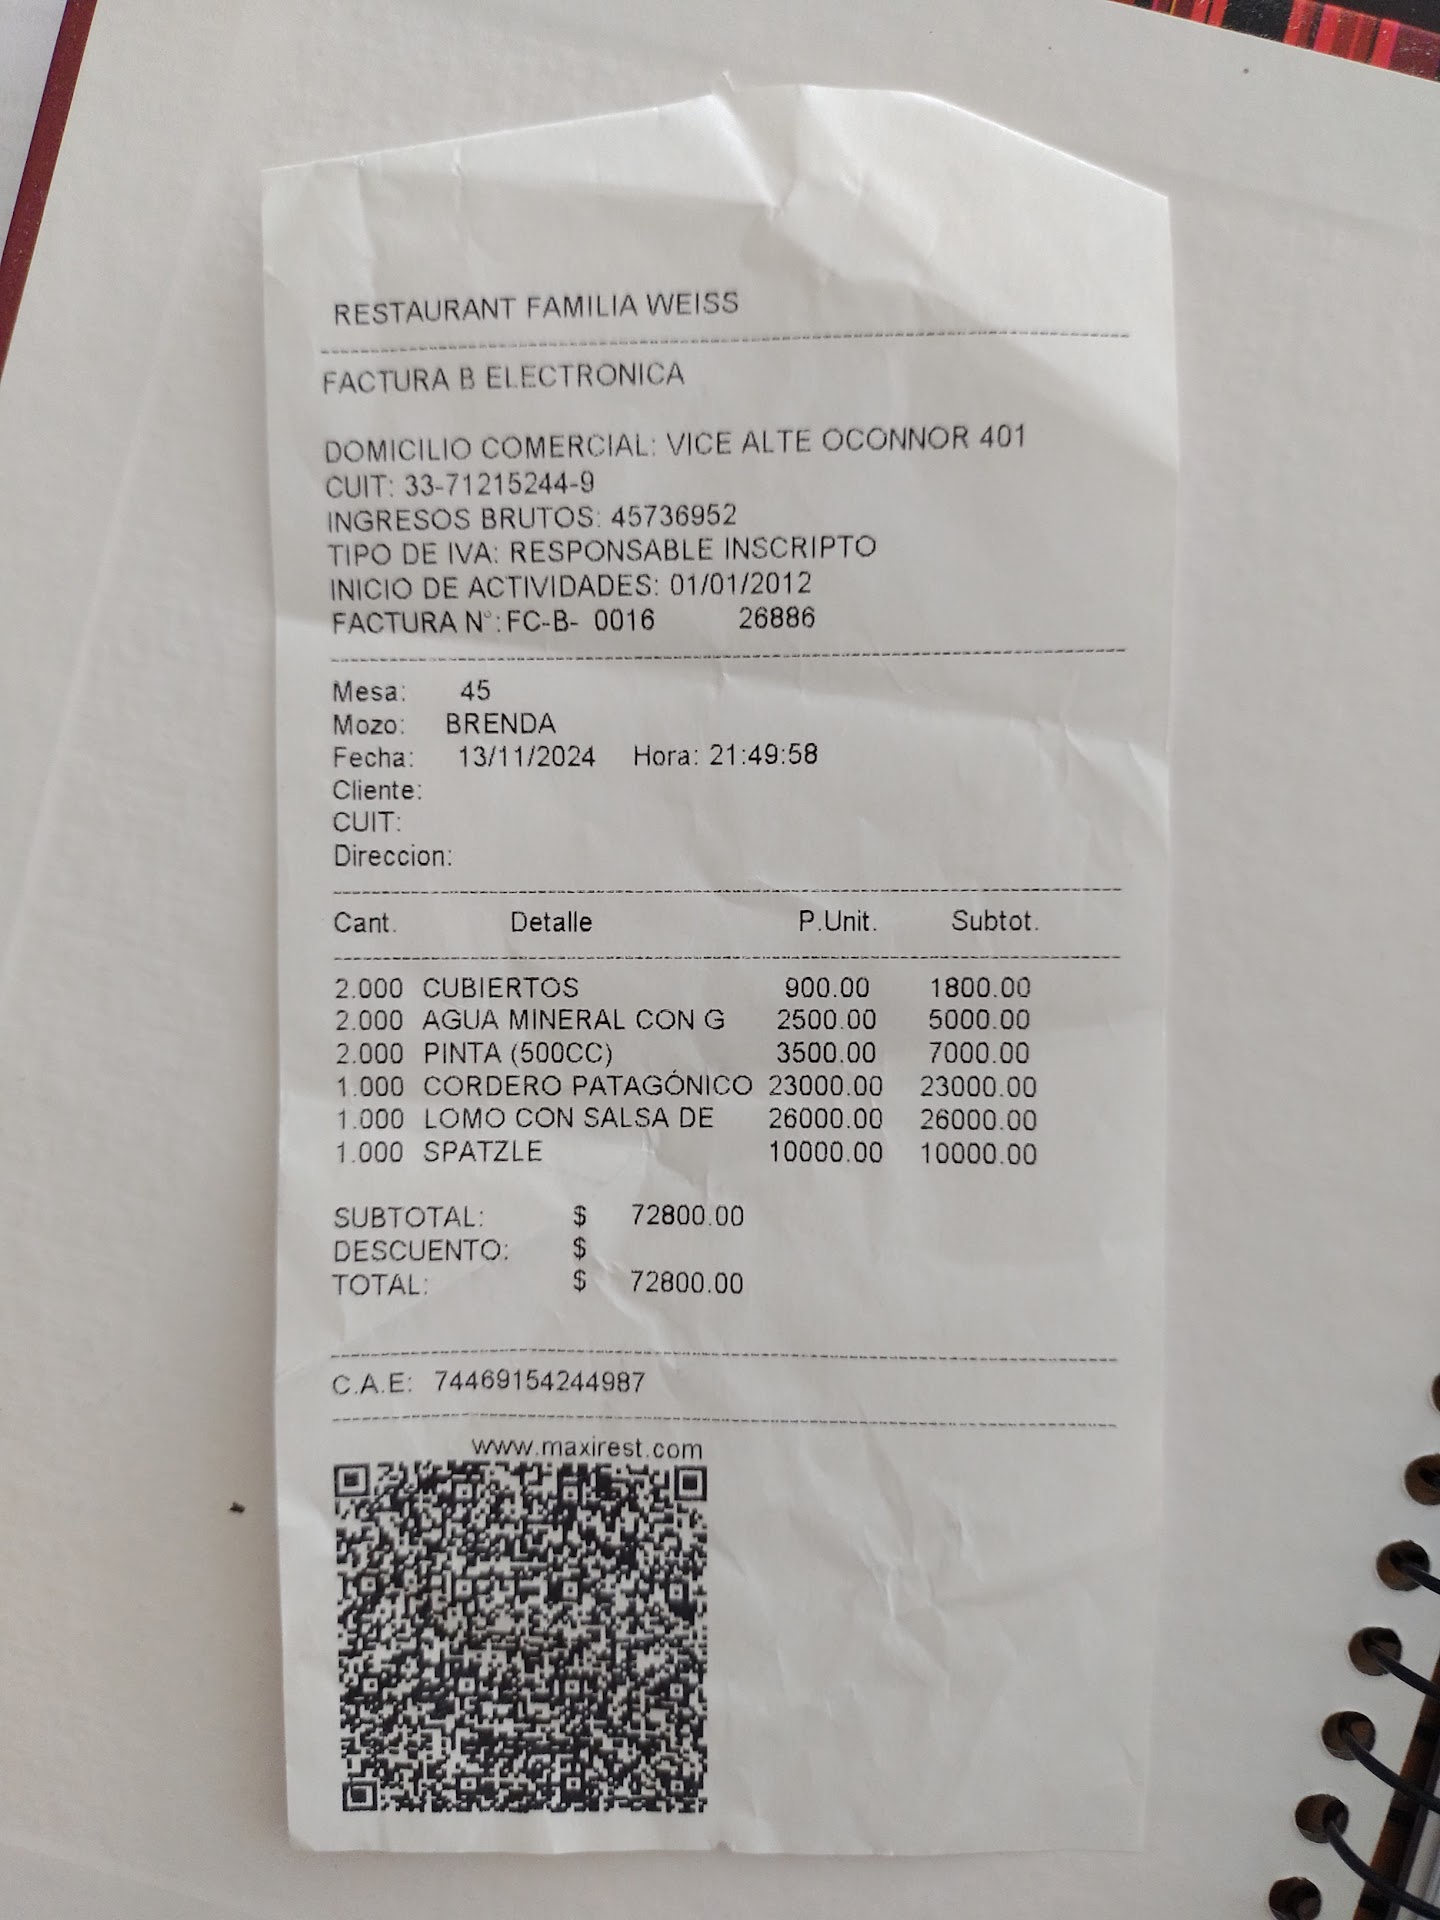 RESTAURANT FAMILIA WEISS
FACTURA B ELECTRONICA
DOMICILIO COMERCIAL: VICE ALTE OCONNOR 401
CUIT: 33-71215244-9
INGRESOS BRUTOS: 45736952
TIPO DE IVA: RESPONSABLE INSCRIPTO
INICIO DE ACTIVIDADES: 01/01/2012
FACTURA N°: FC-B- 0016 26886
Mesa: 45
Mozo: BRENDA
Fecha: 13/11/2024 Hora: 21:49:58
Cliente:
CUIT:
Direccion:
Cant. Detalle P.Unit. Subtot.
2.000 CUBIERTOS 900.00 1800.00
2.000 AGUA MINERAL CON G 2500.00 5000.00
2.000 PINTA (500CC) 3500.00 7000.00
1.000 CORDERO PATAGÓNICO 23000.00 23000.00
1.000 LOMO CON SALSA DE 26000.00 26000.00
1.000 SPATZLE 10000.00 10000.00
SUBTOTAL: $ 72800.00
DESCUENTO: $
TOTAL: $ 72800.00
C.A.E: 74469154244987
www.maxirest.com